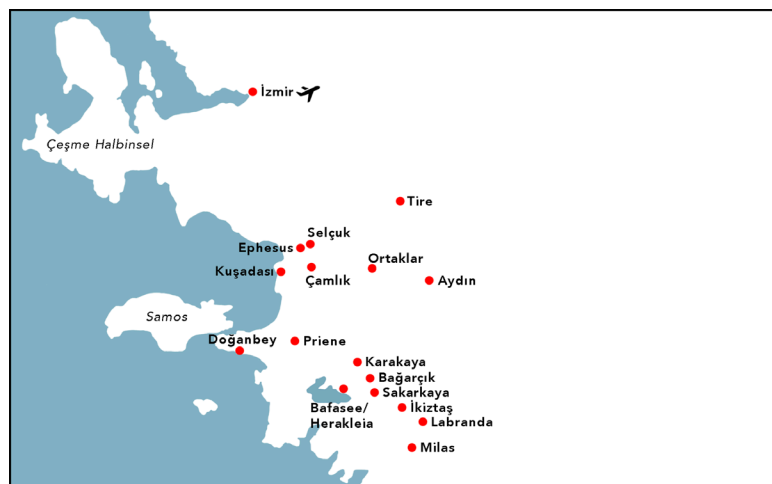 İzmir
Çeşme Halbinsel
Tire
Selçuk
Ephesus
Ortaklar
Kuşadası
Çamlık
Aydın
Samos
Doğanbey
Priene
Karakaya
Bağarçık
Sakarkaya
Bafasee/
Herakleia
İkiztaş
Labranda
Milas